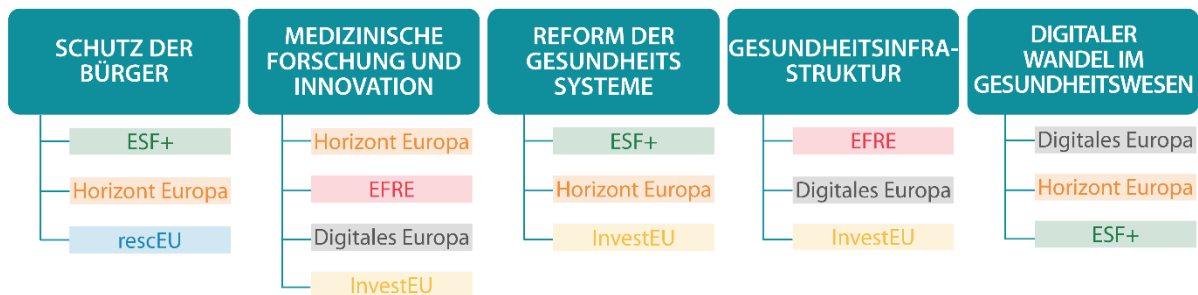 SCHUTZ DER
BÜRGER
ESF+
Horizont Europa
rescEU
MEDIZINISCHE
FORSCHUNG UND
INNOVATION
Horizont Europa
EFRE
Digitales Europa
InvestEU
REFORM DER
GESUNDHEITS
SYSTEME
ESF+
Horizont Europa
InvestEU
GESUNDHEITSINFRA-
STRUKTUR
EFRE
Digitales Europa
InvestEU
DIGITALER
WANDEL IM
GESUNDHEITSWESEN
Digitales Europa
Horizont Europa
ESF+